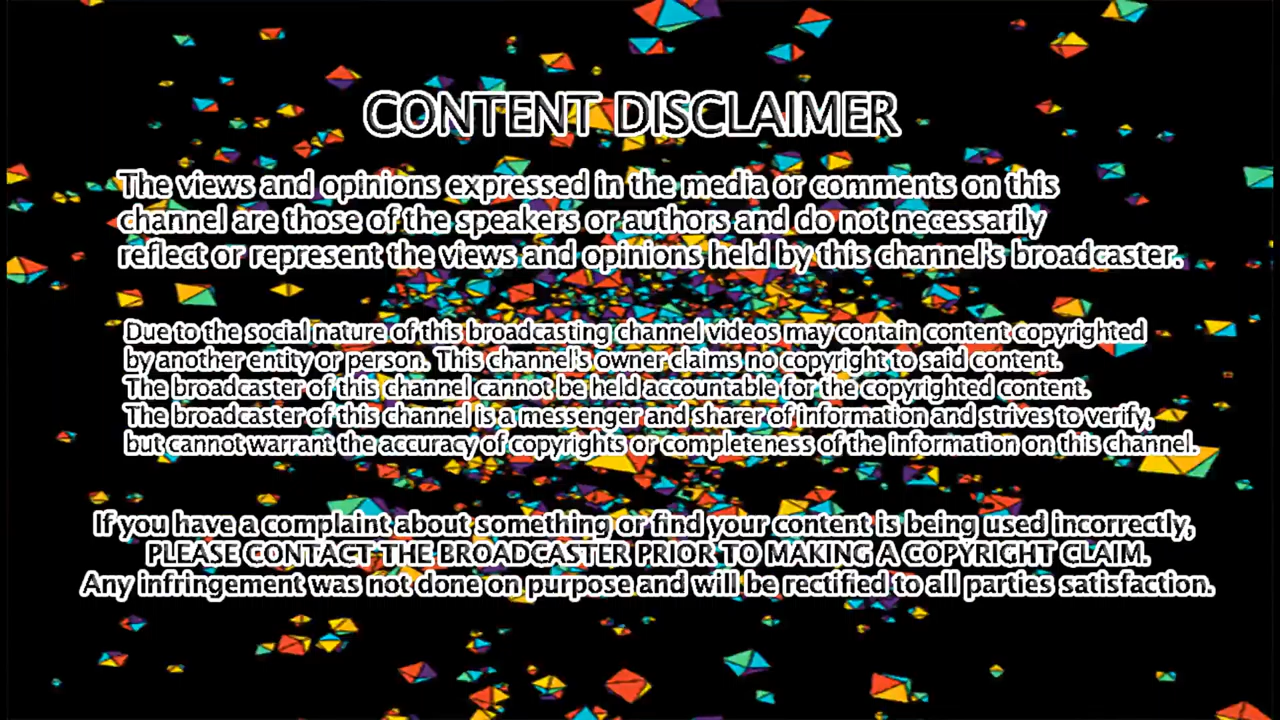 CONTENT DISCLAIMER
The views and opinions expressed in the media or comments on this
channel are those of the speakers or authors and do not necessarily
reflect or represent the views and opinions held by this channel's broadcaster.
Due to the social nature of this broadcasting channel videos may contain content copyrighted
by another entity or person. This channel's owner claims no copyright to said content.
The broadcaster of this channel cannot be held accountable for the copyrighted content.
The broadcaster of this channel is a messenger and sharer of information and strives to verify,
but cannot warrant the accuracy of copyrights or completeness of the information on this channel.
If you have a complaint about something or find your content is being used incorrectly,
PLEASE CONTACT THE BROADCASTER PRIOR TO MAKING A COPYRIGHT CLAIM.
Any infringement was not done on purpose and will be rectified to all parties satisfaction.